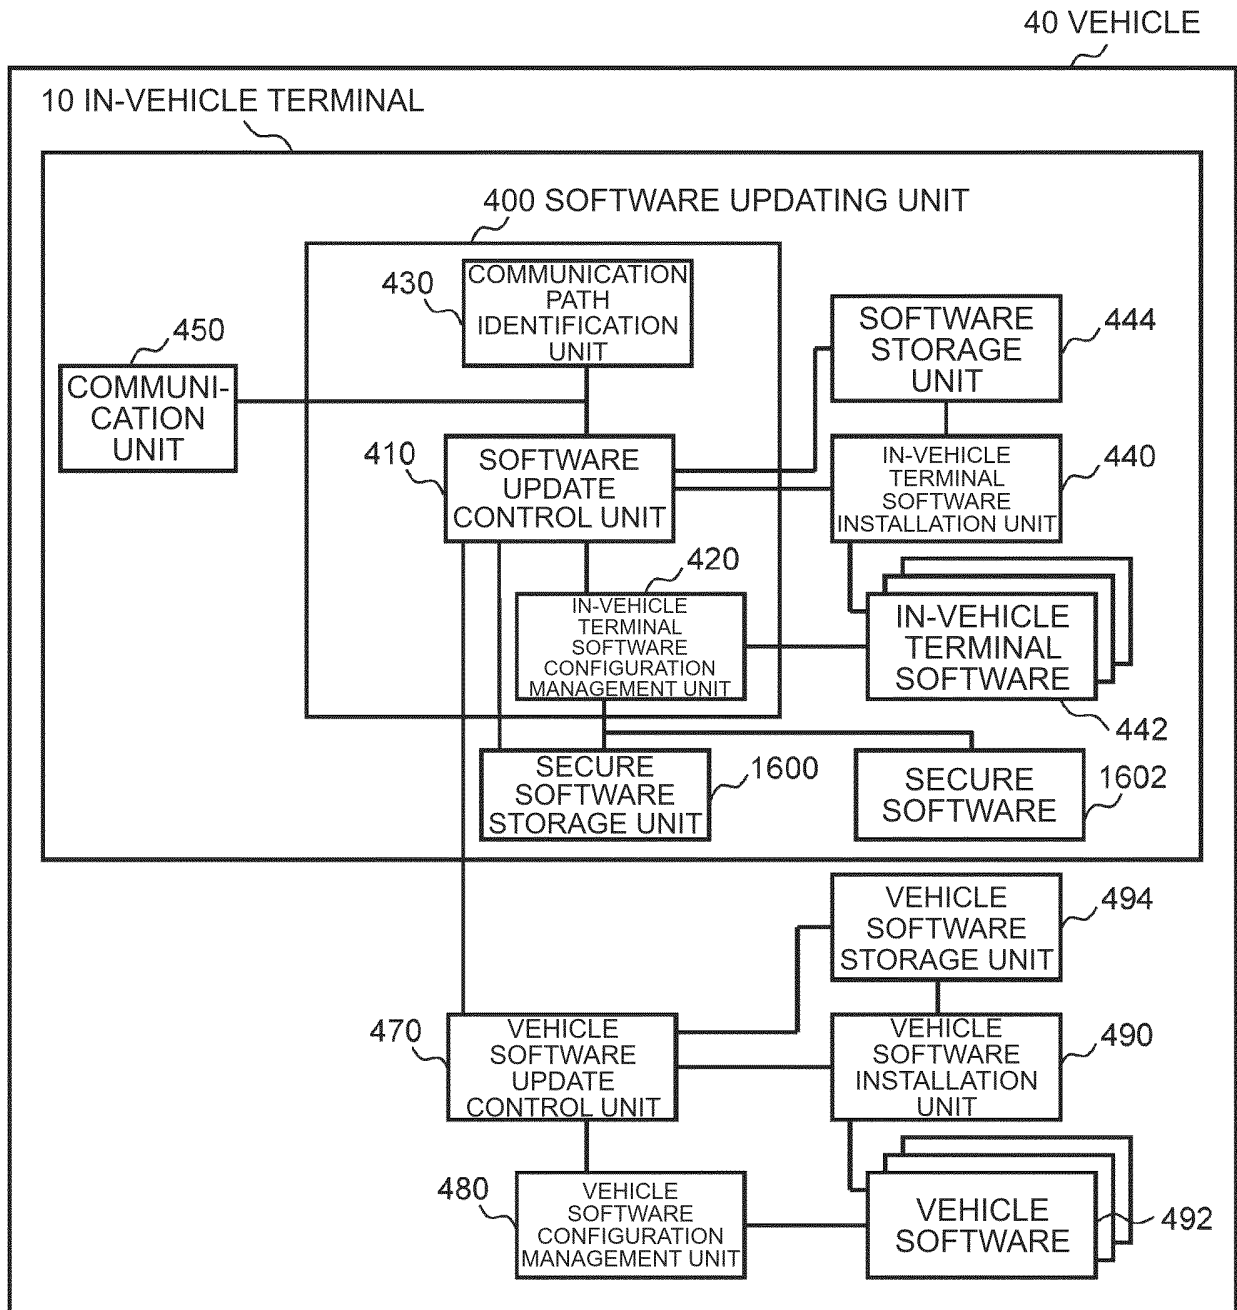 40 VEHICLE
10 IN-VEHICLE TERMINAL
400 SOFTWARE UPDATING UNIT
430
COMMUNICATION
PATH
IDENTIFICATION
UNIT
450
COMMUNI-
CATION
UNIT
SOFTWARE
STORAGE
UNIT
444
410
SOFTWARE
UPDATE
CONTROL UNIT
IN-VEHICLE
TERMINAL
SOFTWARE
INSTALLATION UNIT
440
420
IN-VEHICLE
TERMINAL
SOFTWARE
CONFIGURATION
MANAGEMENT UNIT
IN-VEHICLE
TERMINAL
SOFTWARE
442
SECURE
SOFTWARE
STORAGE UNIT
1600
SECURE
SOFTWARE
1602
VEHICLE
SOFTWARE
STORAGE UNIT
494
470
VEHICLE
SOFTWARE
UPDATE
CONTROL UNIT
VEHICLE
SOFTWARE
INSTALLATION
UNIT
490
480
VEHICLE
SOFTWARE
CONFIGURATION
MANAGEMENT UNIT
VEHICLE
SOFTWARE
492